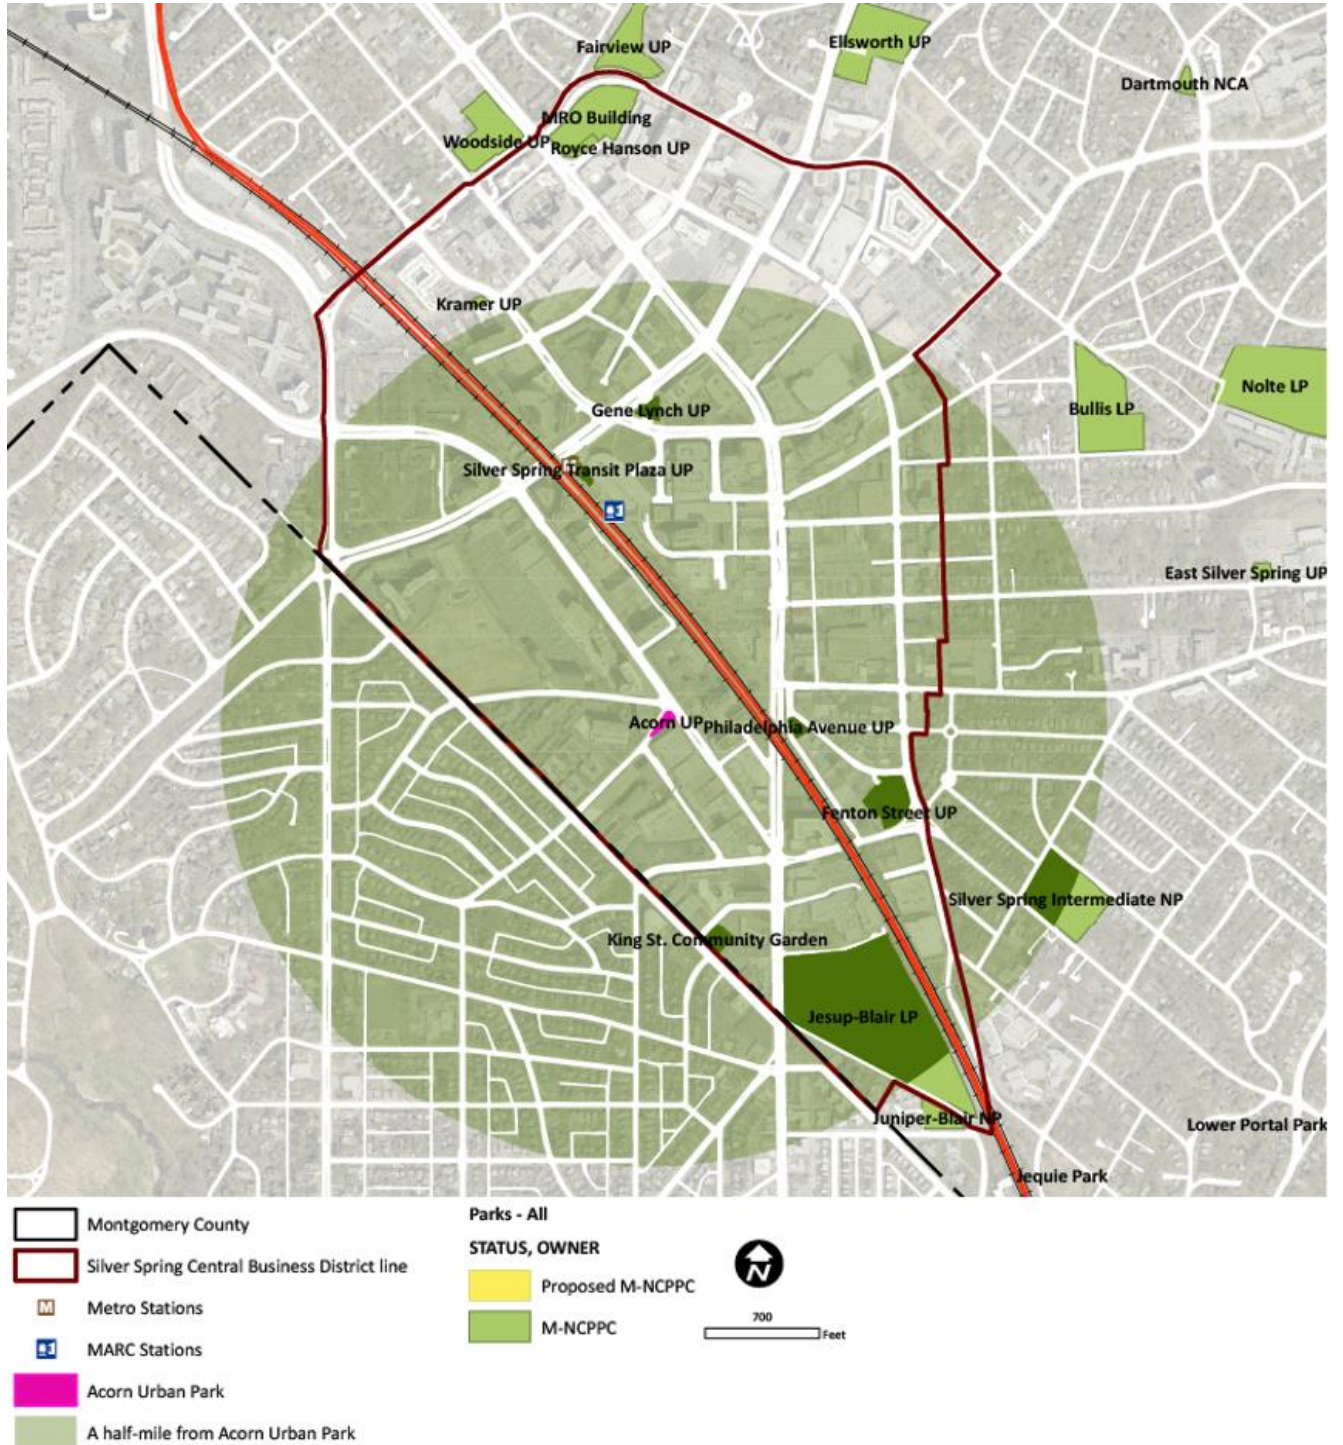 Fairview UP
Ellsworth UP
Dartmouth NCA
MRO Building
Woodside UP
Royce Hanson UP
Kramer UP
Nolte LP
Gene Lynch UP
Bullis LP
Silver Spring Transit Plaza UP
East Silver Spring UP
Acorn UP
Philadelphia Avenue UP
Fenton Street UP
Silver Spring Intermediate NP
King St. Community Garden
Jesup-Blair LP
Juniper-Blair NP
Lower Portal Park
Jequie Park
Montgomery County
Silver Spring Central Business District line
M Metro Stations
MARC Stations
Acorn Urban Park
A half-mile from Acorn Urban Park
Parks - All
STATUS, OWNER
Proposed M-NCPPC
M-NCPPC
N
700
Feet